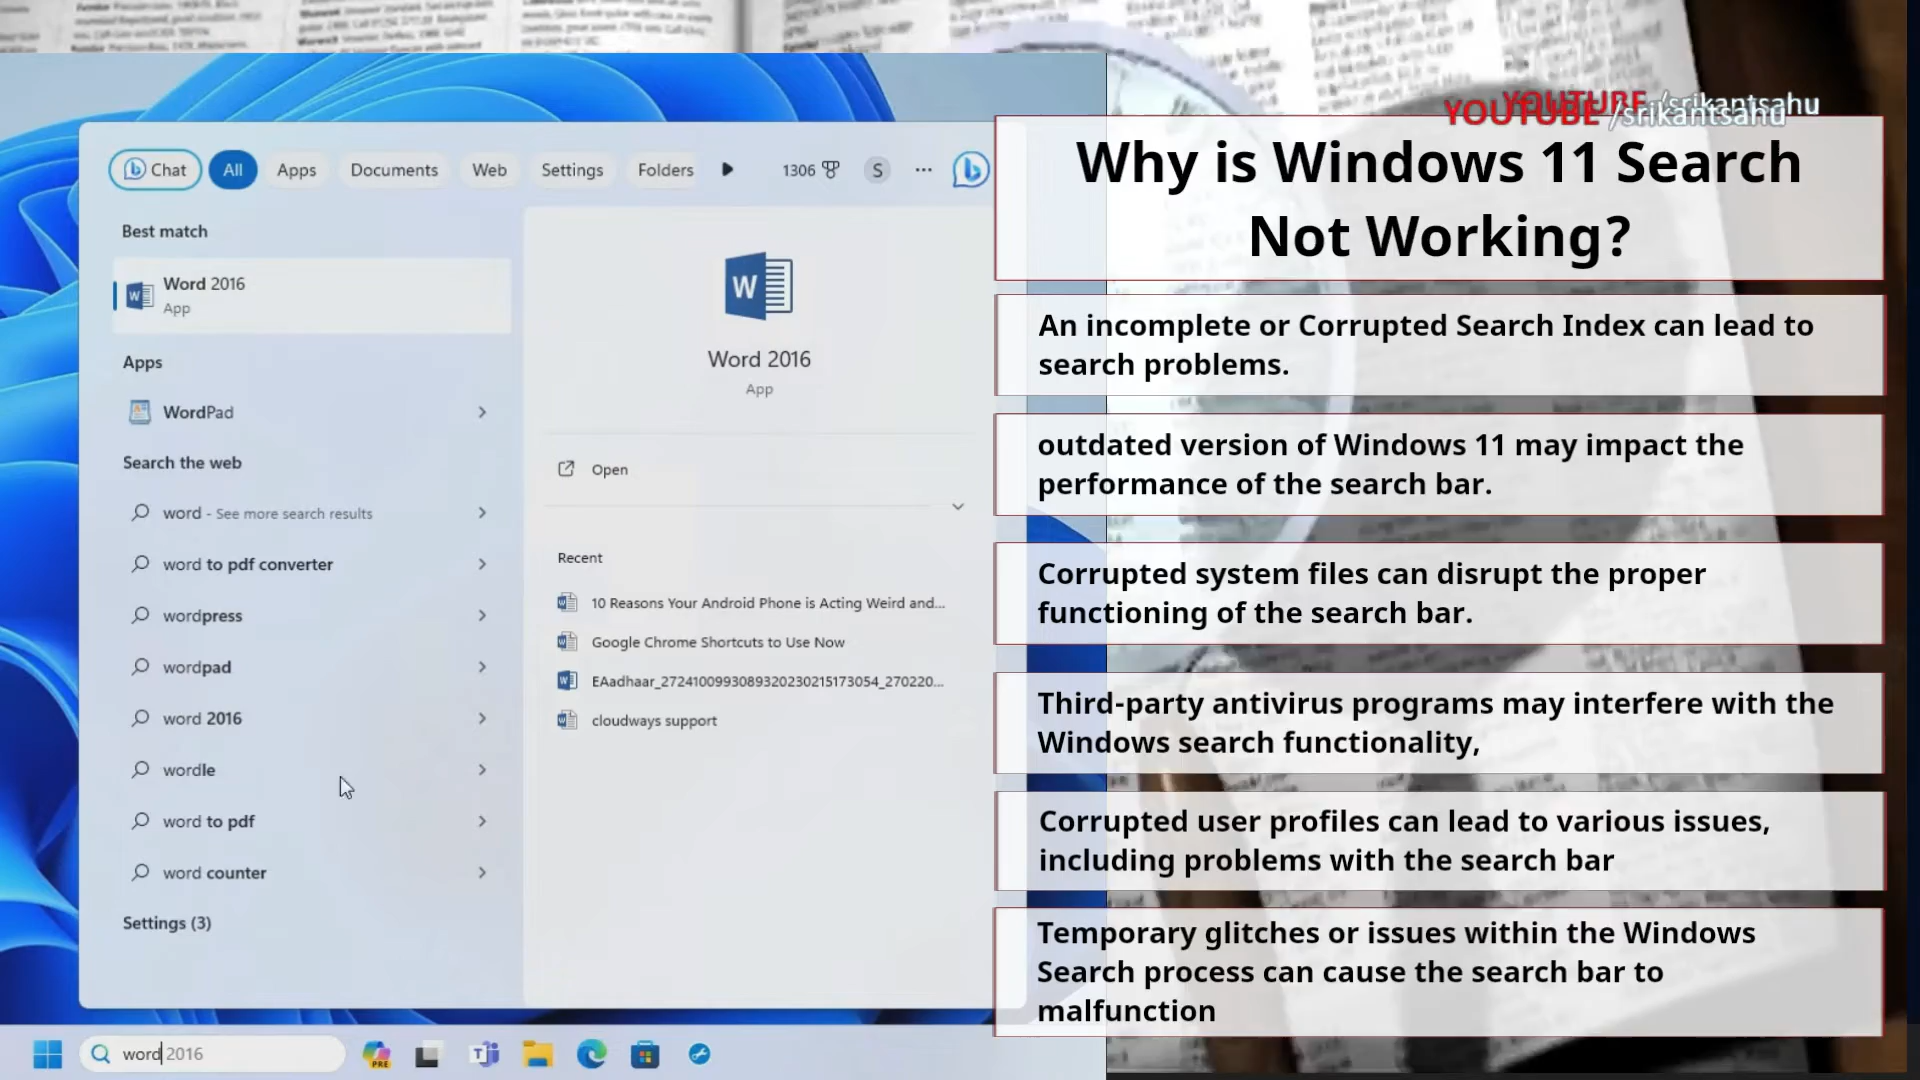 YOUTUBE /srikantsahu
YOUTUBE /srikantsahu
Chat
All
Apps
Documents
Web
Settings
Folders
1306
S
Best match
Word 2016
App
Apps
WordPad
Search the web
word - See more search results
word to pdf converter
wordpress
wordpad
word 2016
wordle
word to pdf
word counter
Settings (3)
Word 2016
App
Open
Recent
10 Reasons Your Android Phone is Acting Weird and...
Google Chrome Shortcuts to Use Now
EAadhaar_2724100993089320230215173054_270220...
cloudways support
word 2016
PRE
Why is Windows 11 Search
Not Working?
An incomplete or Corrupted Search Index can lead to
search problems.
outdated version of Windows 11 may impact the
performance of the search bar.
Corrupted system files can disrupt the proper
functioning of the search bar.
Third-party antivirus programs may interfere with the
Windows search functionality,
Corrupted user profiles can lead to various issues,
including problems with the search bar
Temporary glitches or issues within the Windows
Search process can cause the search bar to
malfunction